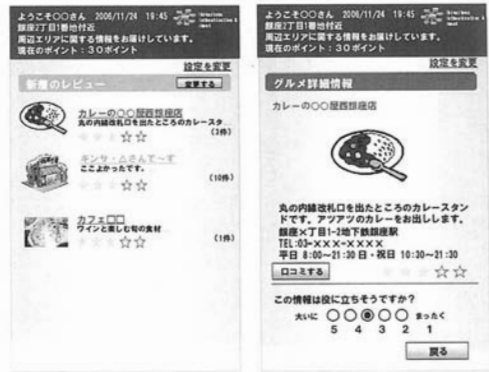 ようこそ○○さん 2006/11/24 19:45
銀座2丁目1番地付近
周辺エリアに関する情報をお届けしています。
現在のポイント：30ポイント
設定を変更
新着のレビュー
変更する
カレーの○○屋西銀座店
丸の内線改札口を出たところのカレースタ...
☆☆
(3件)
キンサ・△さんで〜す
ここよかったです。
☆☆
(10件)
カフェ□□
ワインと楽しむ旬の食材
☆☆
(1件)
ようこそ○○さん 2006/11/24 19:45
銀座2丁目1番地付近
周辺エリアに関する情報をお届けしています。
現在のポイント：30ポイント
設定を変更
グルメ詳細情報
カレーの○○屋西銀座店
丸の内線改札口を出たところのカレースタン
ドです。アツアツのカレーをお出しします。
銀座×丁目1-2地下鉄銀座駅
TEL:03-×××-××××
平日 8:00〜21:30 日・祝日 10:30〜21:30
口コミする
☆☆
この情報は役に立ちそうですか？
大いに ○○◉○○ まったく
5 4 3 2 1
戻る